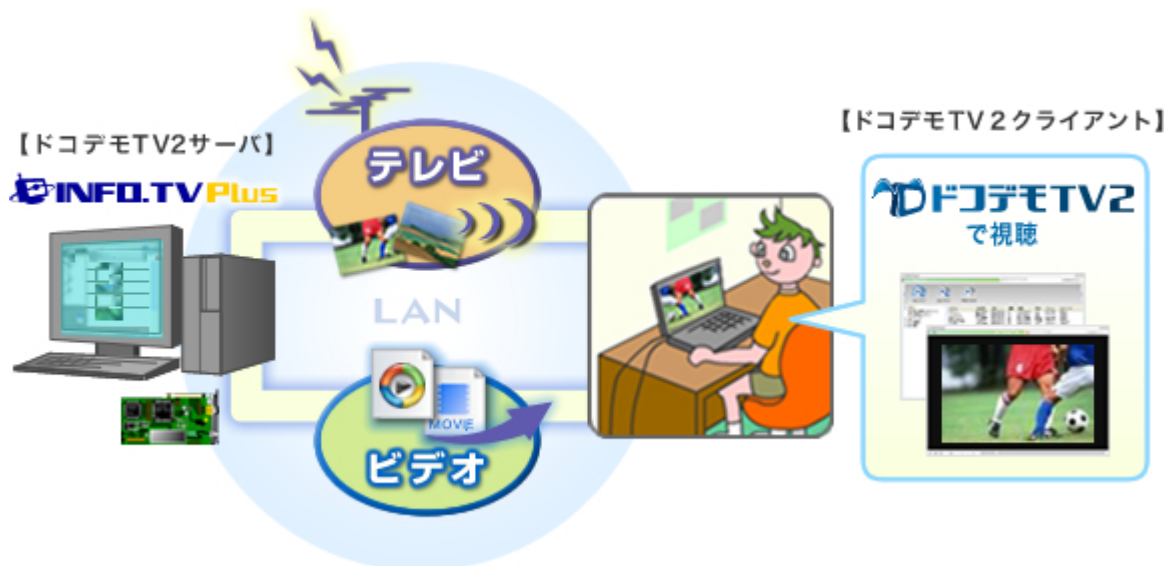 【ドコデモTV2サーバ】
INFO.TV Plus
テレビ
LAN
MOVIE
ビデオ
【ドコデモTV2クライアント】
ドコデモTV2
で視聴